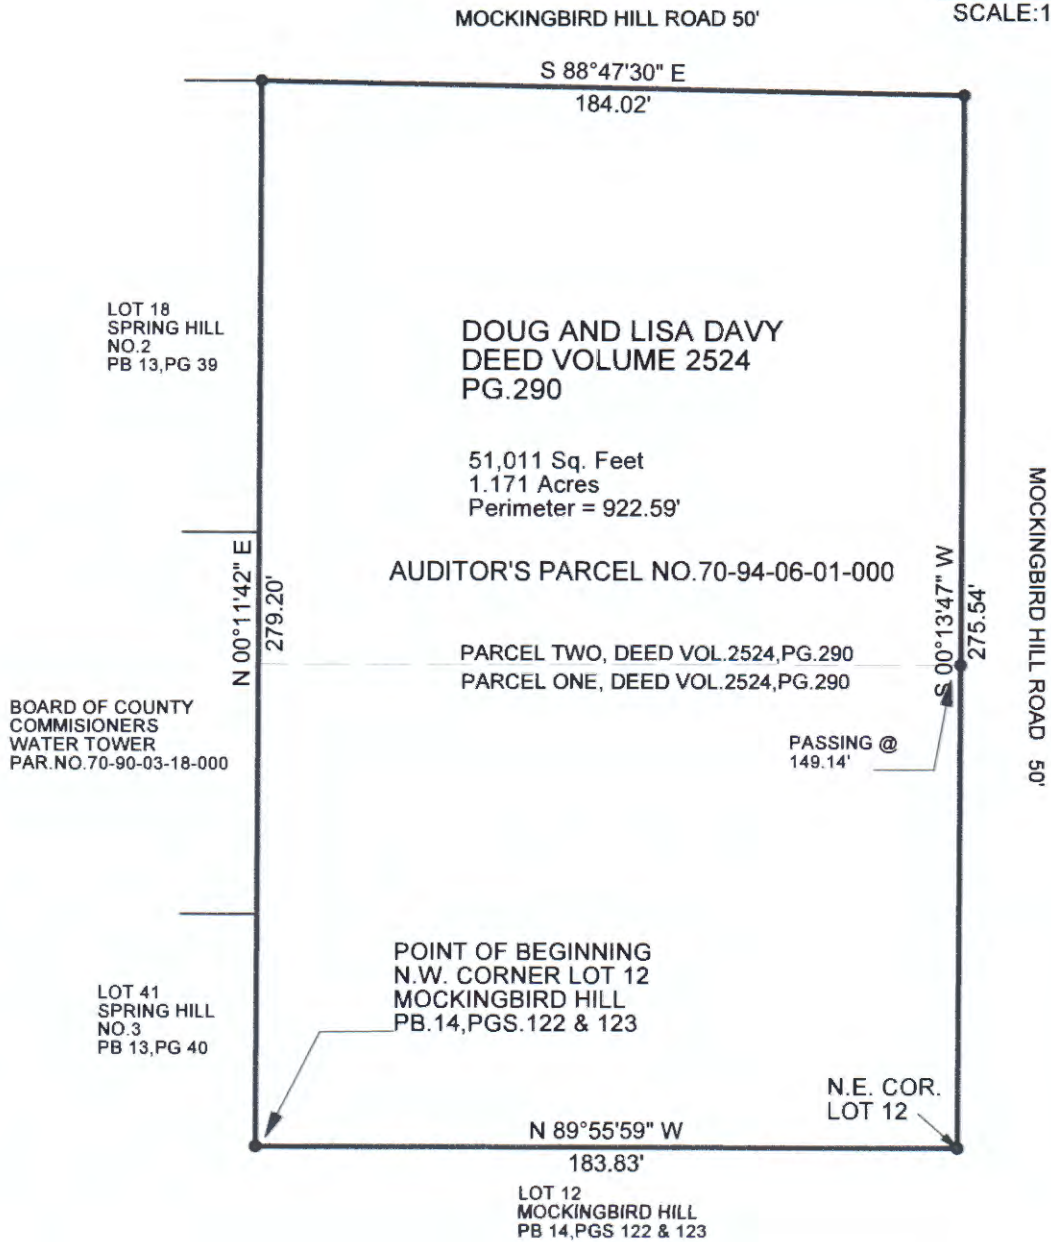 MOCKINGBIRD HILL ROAD 50'
SCALE:1
S 88°47'30" E
184.02'
LOT 18
SPRING HILL
NO.2
PB 13,PG 39
DOUG AND LISA DAVY
DEED VOLUME 2524
PG.290
51,011 Sq. Feet
1.171 Acres
Perimeter = 922.59'
AUDITOR'S PARCEL NO.70-94-06-01-000
N 00°11'42" E
279.20'
S 00°13'47" W
275.54'
MOCKINGBIRD HILL ROAD 50'
PARCEL TWO, DEED VOL.2524,PG.290
PARCEL ONE, DEED VOL.2524,PG.290
BOARD OF COUNTY
COMMISIONERS
WATER TOWER
PAR.NO.70-90-03-18-000
PASSING @
149.14'
POINT OF BEGINNING
N.W. CORNER LOT 12
MOCKINGBIRD HILL
PB.14,PGS.122 & 123
LOT 41
SPRING HILL
NO.3
PB 13,PG 40
N.E. COR.
LOT 12
N 89°55'59" W
183.83'
LOT 12
MOCKINGBIRD HILL
PB 14,PGS 122 & 123